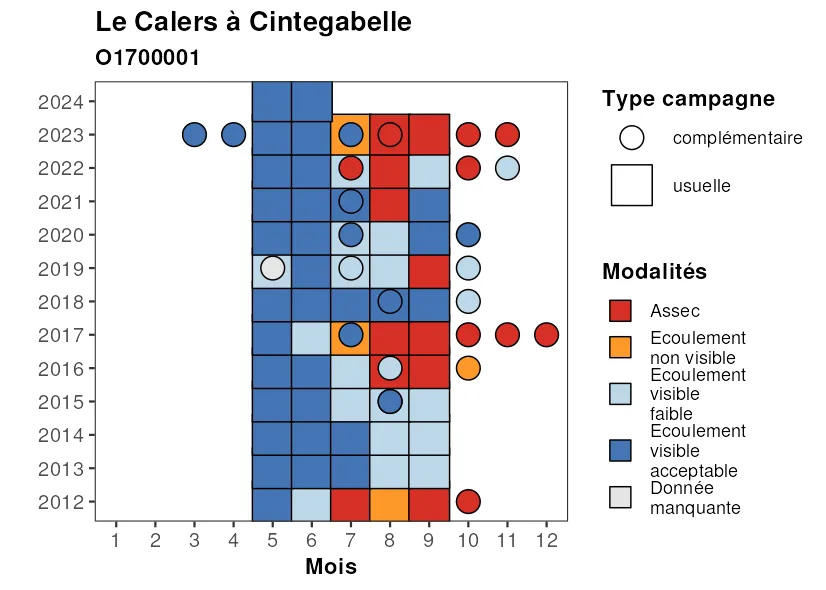 Le Calers à Cintegabelle
O1700001
2024
2023
2022
2021
2020
2019
2018
2017
2016
2015
2014
2013
2012
1 2 3 4 5 6 7 8 9 10 11 12
Mois
Type campagne
complémentaire
usuelle
Modalités
Assec
Ecoulement
non visible
Ecoulement
visible
faible
Ecoulement
visible
acceptable
Donnée
manquante